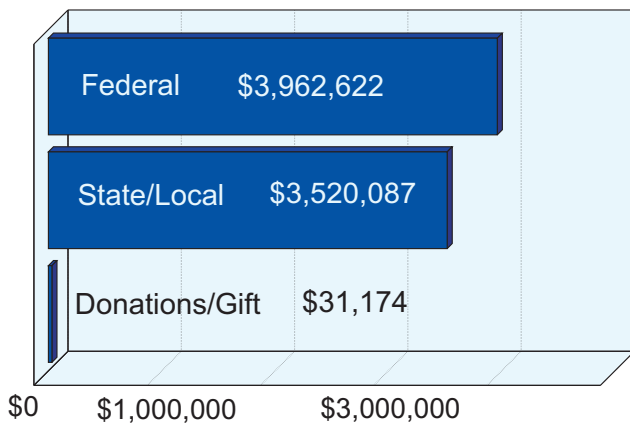 Federal $3,962,622
State/Local $3,520,087
Donations/Gift $31,174
$0 $1,000,000 $3,000,000